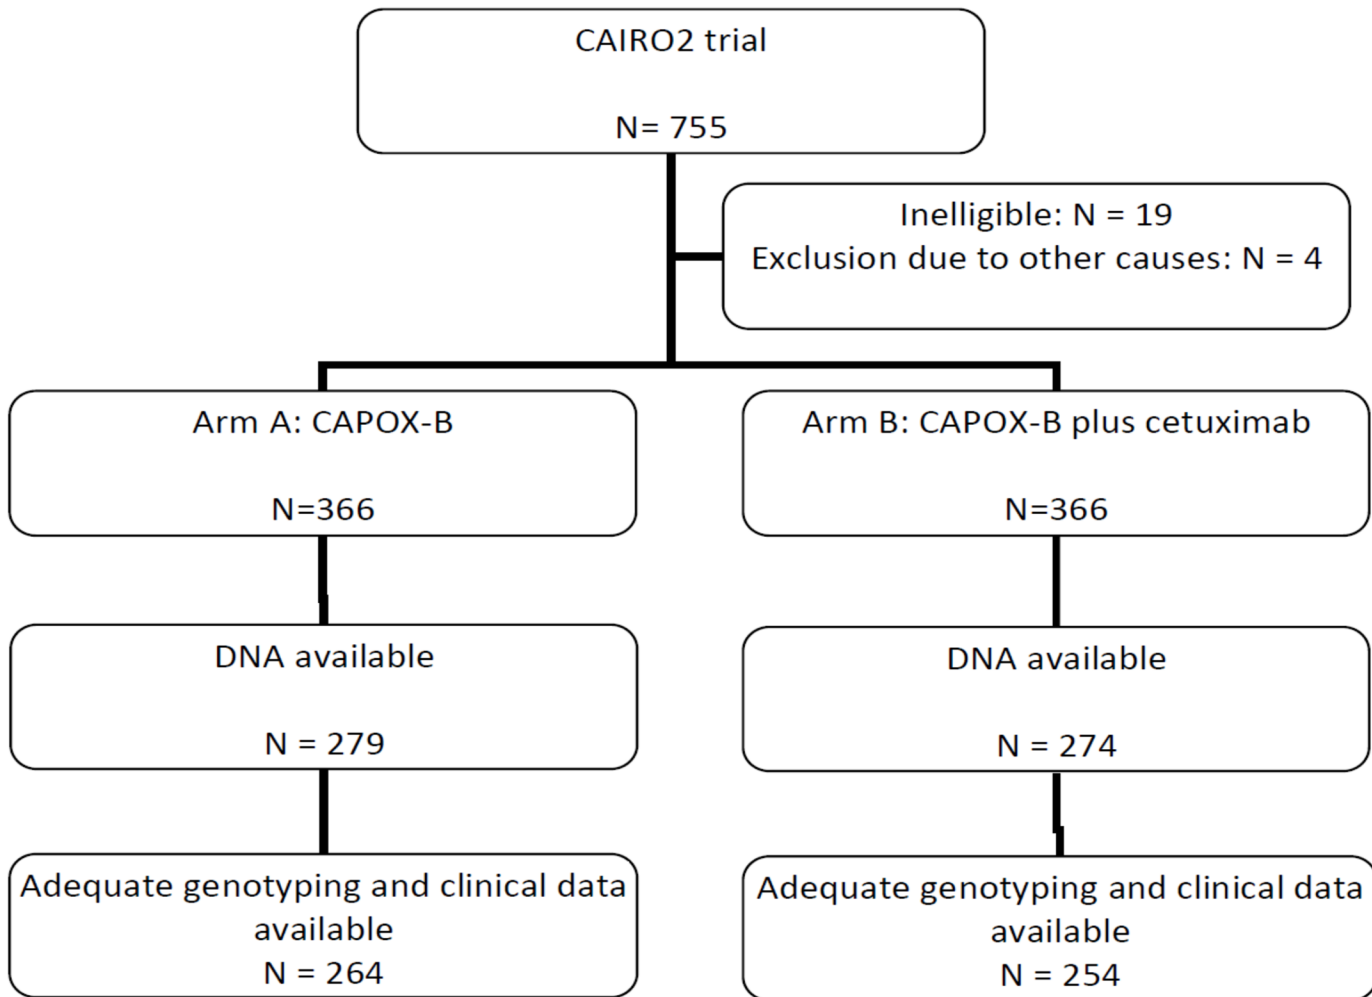 CAIRO2 trial
N= 755
Inelligible: N = 19
Exclusion due to other causes: N = 4
Arm A: CAPOX-B
N=366
Arm B: CAPOX-B plus cetuximab
N=366
DNA available
N = 279
DNA available
N = 274
Adequate genotyping and clinical data
available
N = 264
Adequate genotyping and clinical data
available
N = 254